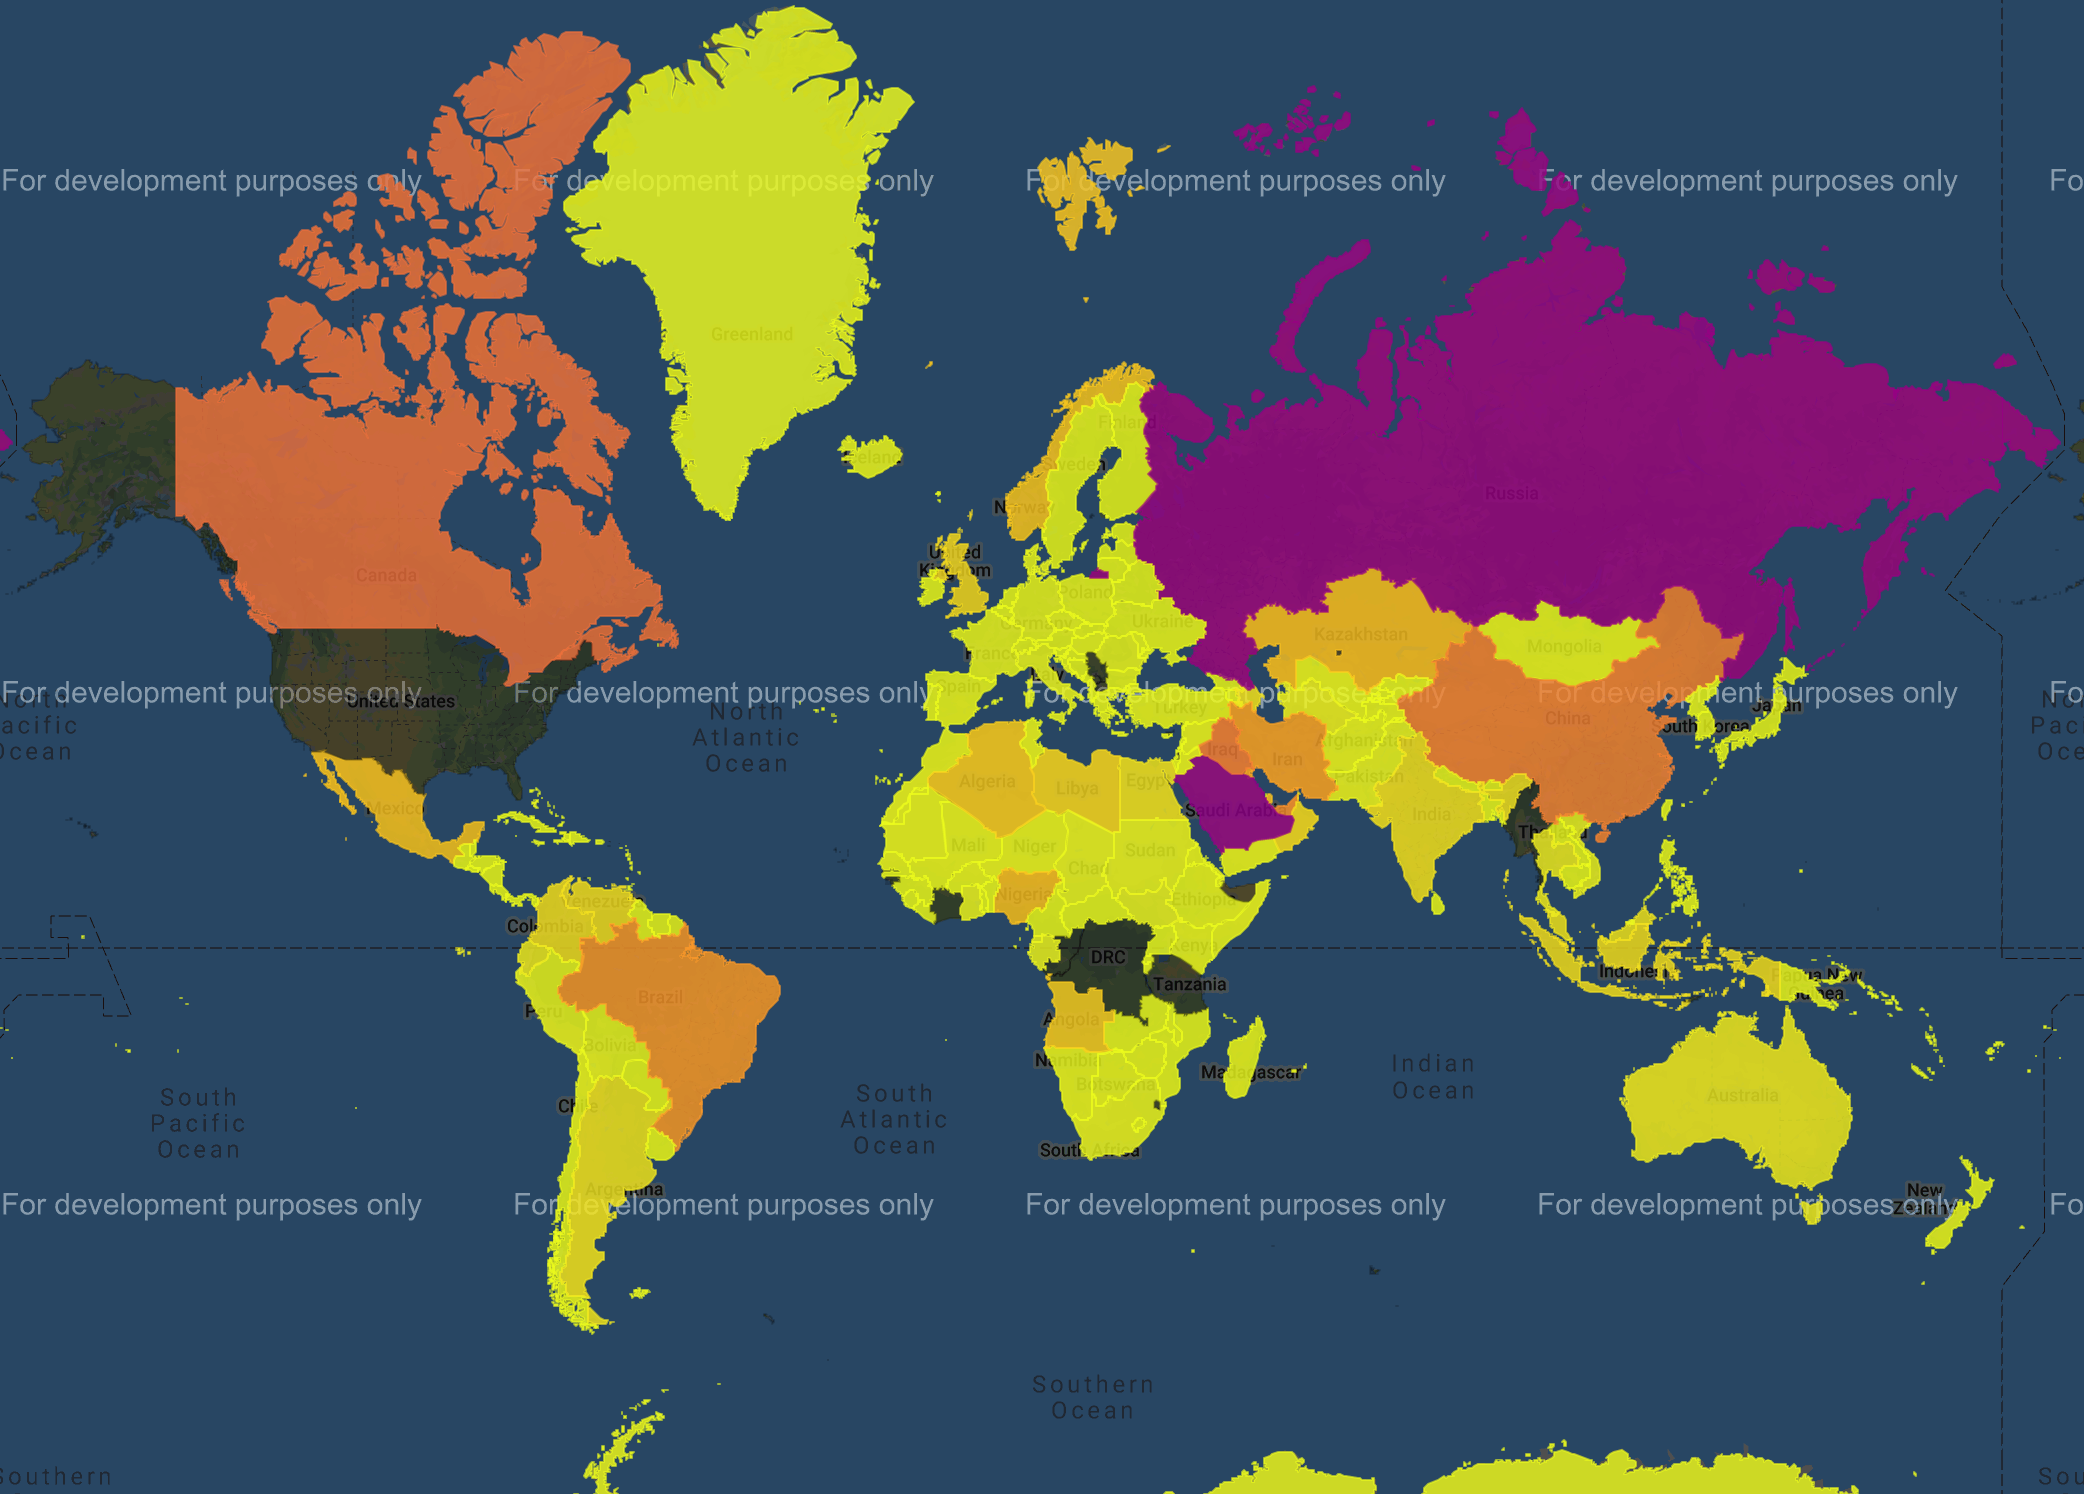 For development purposes only For development purposes only For development purposes only For development purposes only Fo
Greenland
Finland
Sweden
Russia
Norway
United
Kingdom
Iceland
Canada
Poland
Germany
Ukraine
France
Kazakhstan
Mongolia
Italy
Spain
For development purposes only For development purposes only For development purposes only For development purposes only Fo
United States
Turkey
Japan
South Korea
China
North
Pacific
Ocean
North
Atlantic
Ocean
Nor
Paci
Oce
Afghanistan
Iraq
Iran
Algeria
Libya
Egypt
Pakistan
Mexico
Saudi Arabia
India
Thailand
Mali
Niger
Chad
Sudan
Nigeria
Ethiopia
Venezuela
Colombia
Kenya
DRC
Indonesia
Papua New
Guinea
Tanzania
Brazil
Peru
Angola
Bolivia
Namibia
Botswana
Madagascar
Indian
Ocean
Australia
Chile
South
Pacific
Ocean
South
Atlantic
Ocean
South Africa
Argentina
New
Zealand
For development purposes only For development purposes only For development purposes only For development purposes only Fo
Southern
Ocean
Southern
Sou